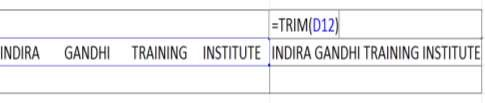 =TRIM(D12)
INDIRA GANDHI TRAINING INSTITUTE INDIRA GANDHI TRAINING INSTITUTE